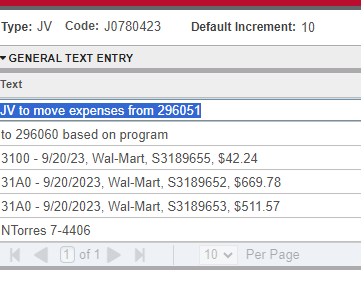 Type: JV Code: J0780423 Default Increment: 10
GENERAL TEXT ENTRY
Text
JV to move expenses from 296051
to 296060 based on program
3100 - 9/20/23, Wal-Mart, S3189655, $42.24
31A0 - 9/20/2023, Wal-Mart, S3189652, $669.78
31A0 - 9/20/2023, Wal-Mart, S3189653, $511.57
NTorres 7-4406
1 of 1 10 Per Page